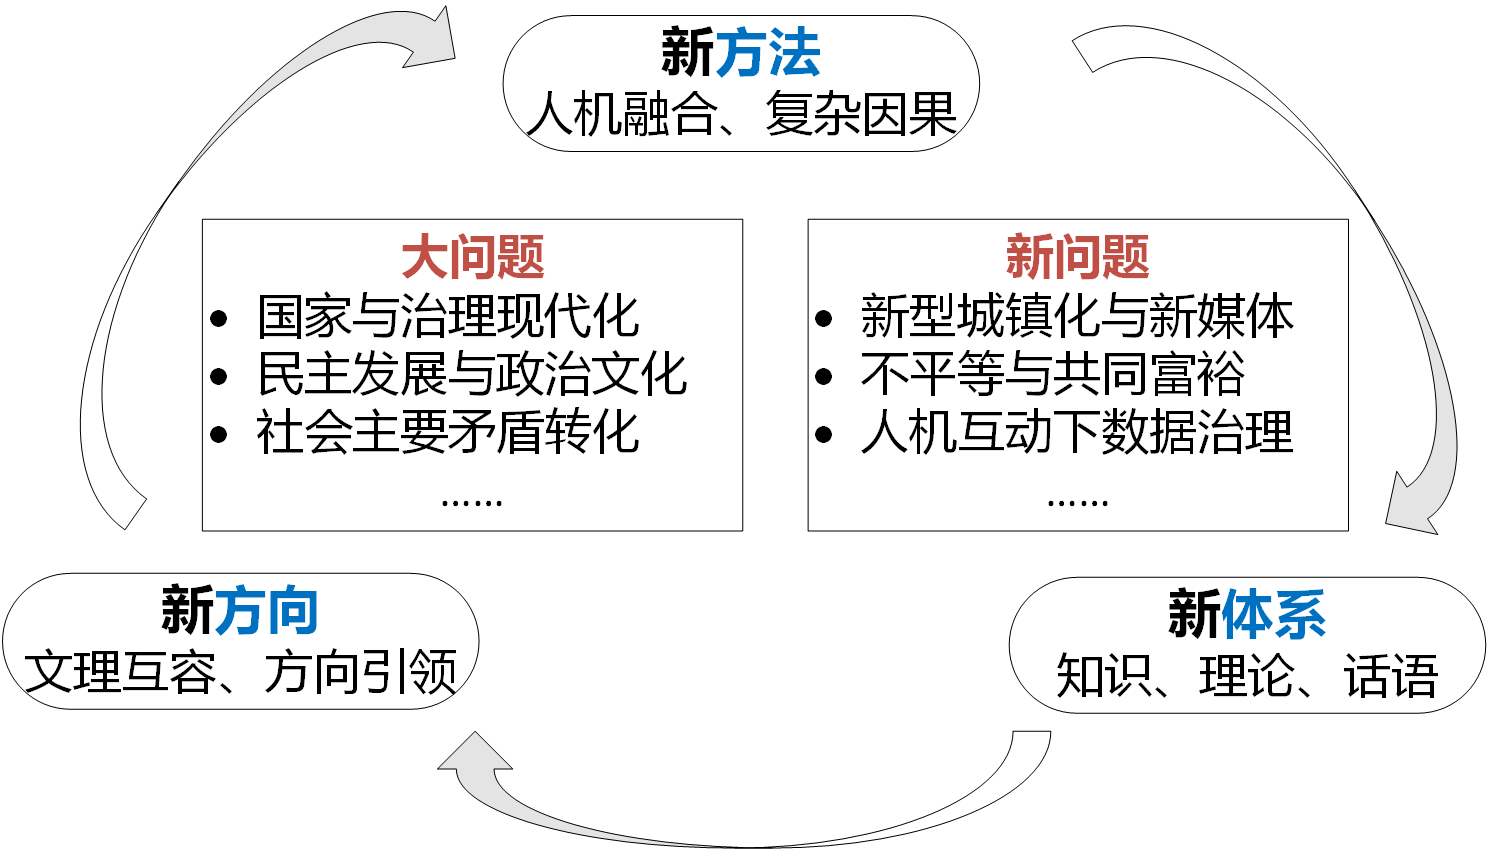 新方法
人机融合、复杂因果
大问题
• 国家与治理现代化
• 民主发展与政治文化
• 社会主要矛盾转化
……
新问题
• 新型城镇化与新媒体
• 不平等与共同富裕
• 人机互动下数据治理
……
新方向
文理互容、方向引领
新体系
知识、理论、话语